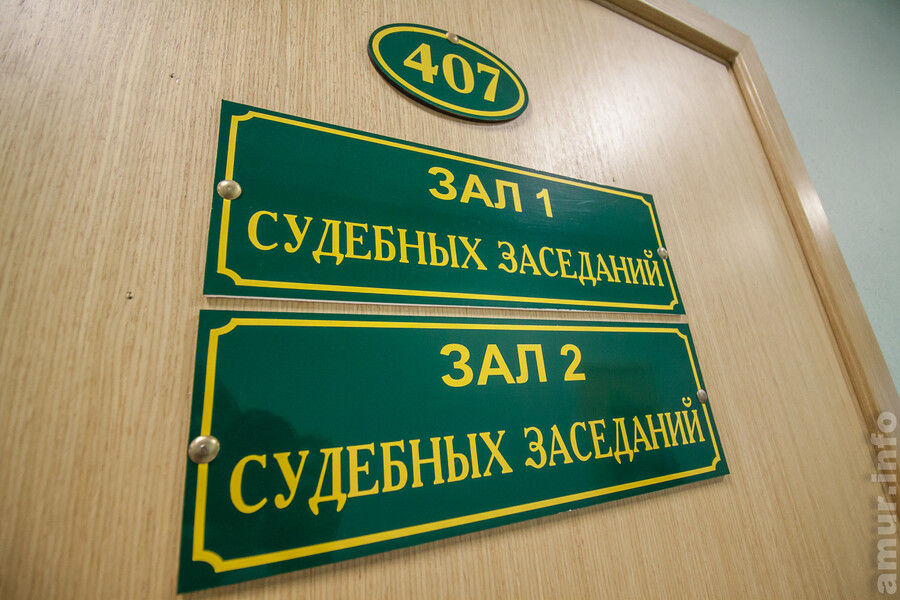 407
ЗАЛ 1
СУДЕБНЫХ ЗАСЕДАНИЙ
ЗАЛ 2
СУДЕБНЫХ ЗАСЕДАНИЙ
amur.info